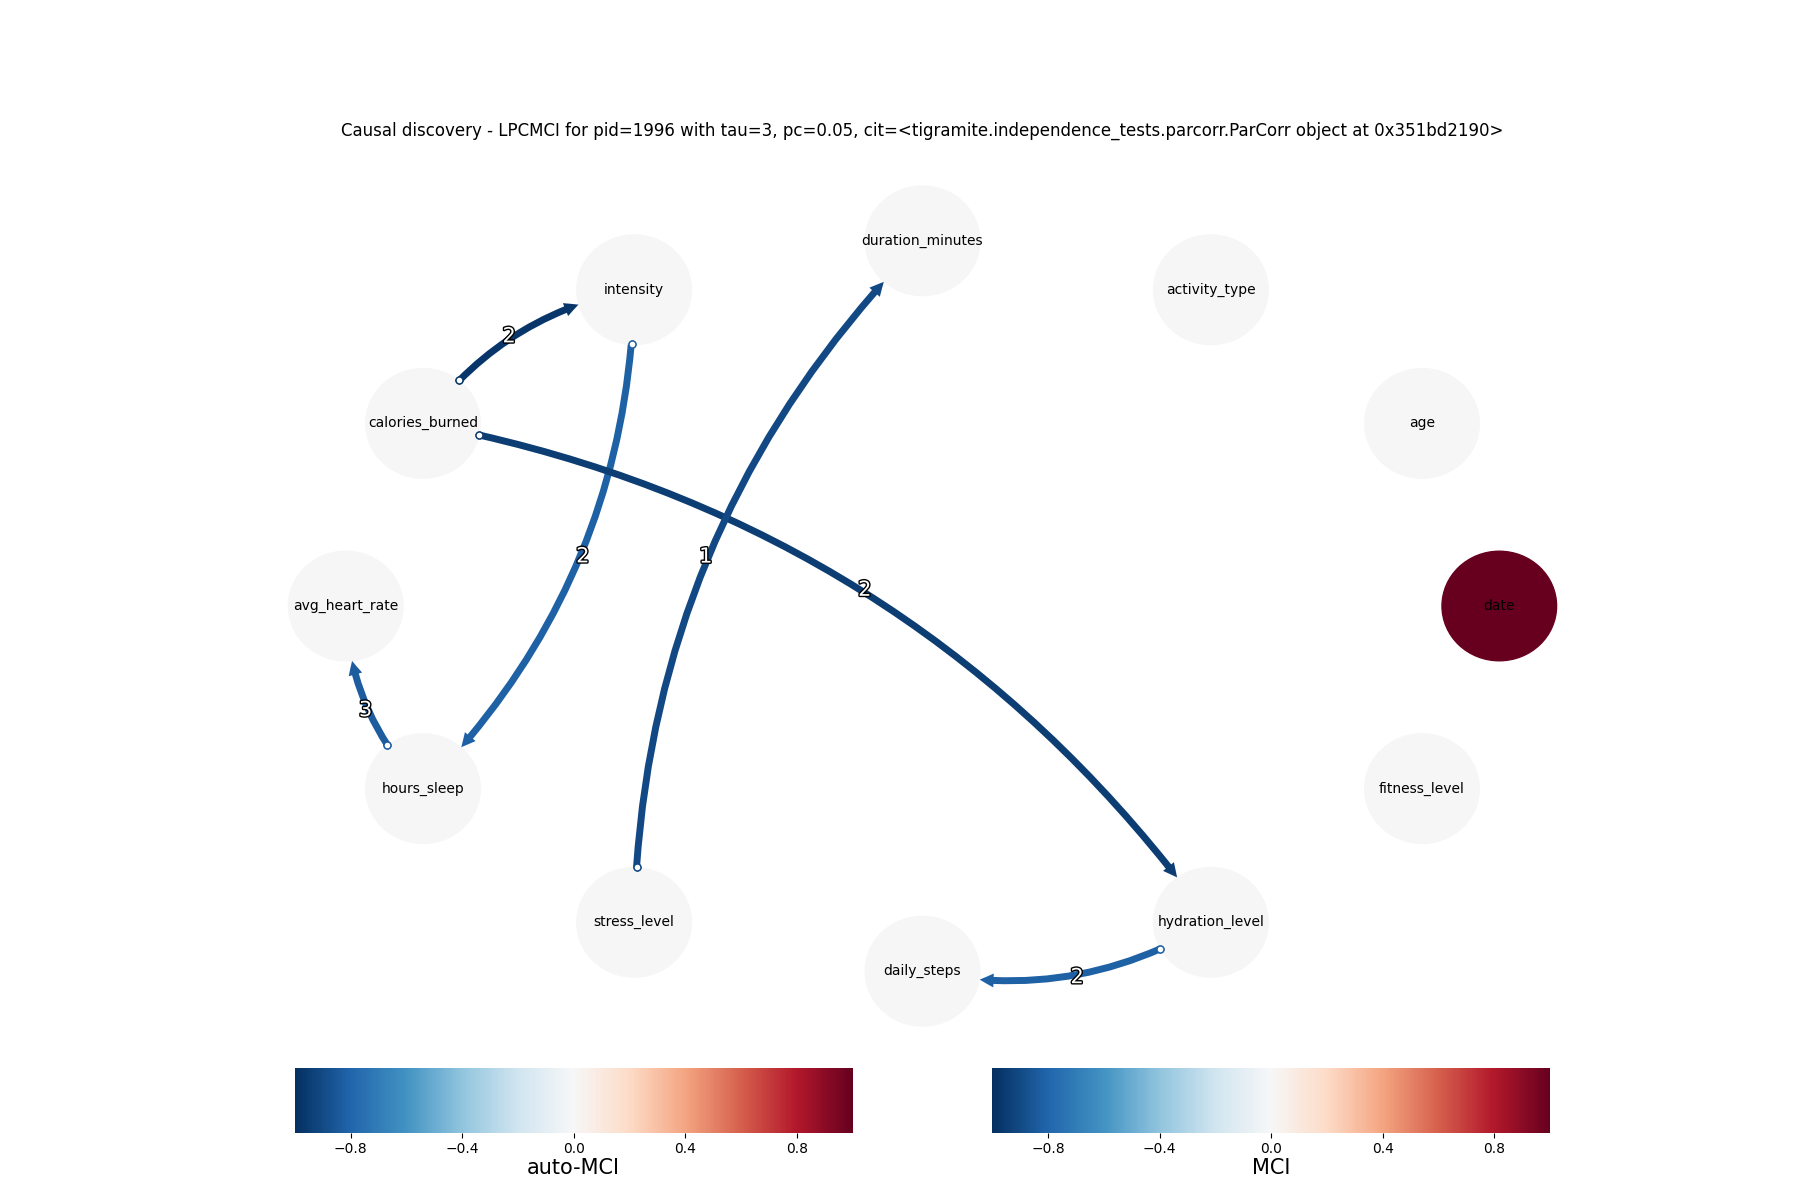 Causal discovery - LPCMCI for pid=1996 with tau=3, pc=0.05, cit=<tigramite.independence_tests.parcorr.ParCorr object at 0x351bd2190>
duration_minutes
intensity
activity_type
2
calories_burned
age
2
1
2
avg_heart_rate
date
3
hours_sleep
fitness_level
stress_level
hydration_level
daily_steps
2
−0.8 −0.4 0.0 0.4 0.8
auto-MCI
−0.8 −0.4 0.0 0.4 0.8
MCI